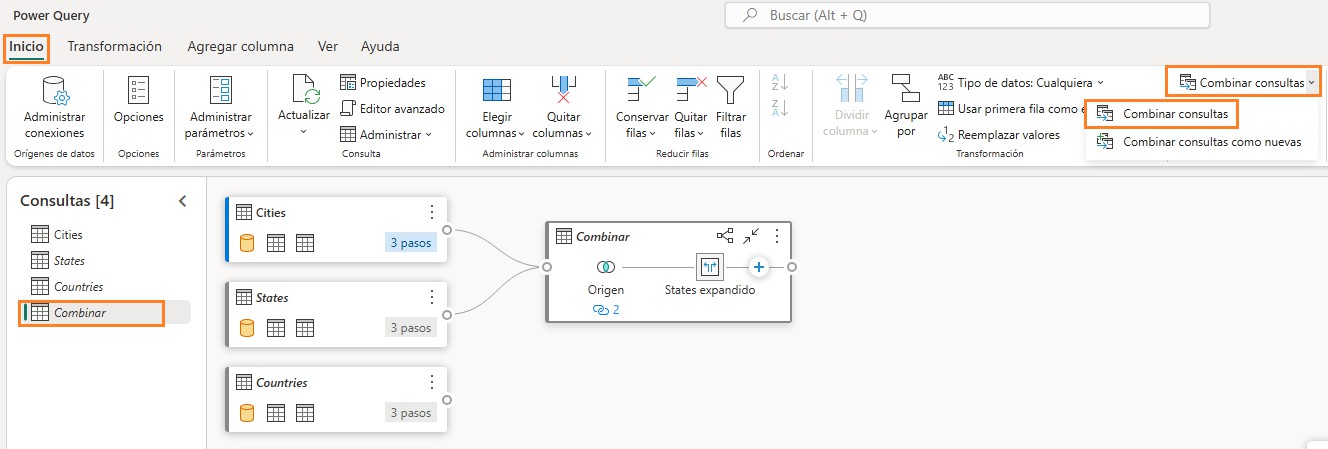 Power Query
Buscar (Alt + Q)
Inicio
Transformación
Agregar columna
Ver
Ayuda
Administrar
conexiones
Orígenes de datos
Opciones
Opciones
Administrar
parámetros
Parámetros
Actualizar
Propiedades
Editor avanzado
Administrar
Consulta
Elegir
columnas
Quitar
columnas
Administrar columnas
Conservar
filas
Quitar
filas
Filtrar
filas
Reducir filas
A
Z
Z
A
Ordenar
Dividir
columna
Agrupar
por
ABC
123
Tipo de datos: Cualquiera
Usar primera fila como e
1
2
Reemplazar valores
Transformación
Combinar consultas
Combinar consultas
Combinar consultas como nuevas
Consultas [4]
Cities
States
Countries
Combinar
Cities
3 pasos
States
3 pasos
Countries
3 pasos
Combinar
Origen
2
States expandido